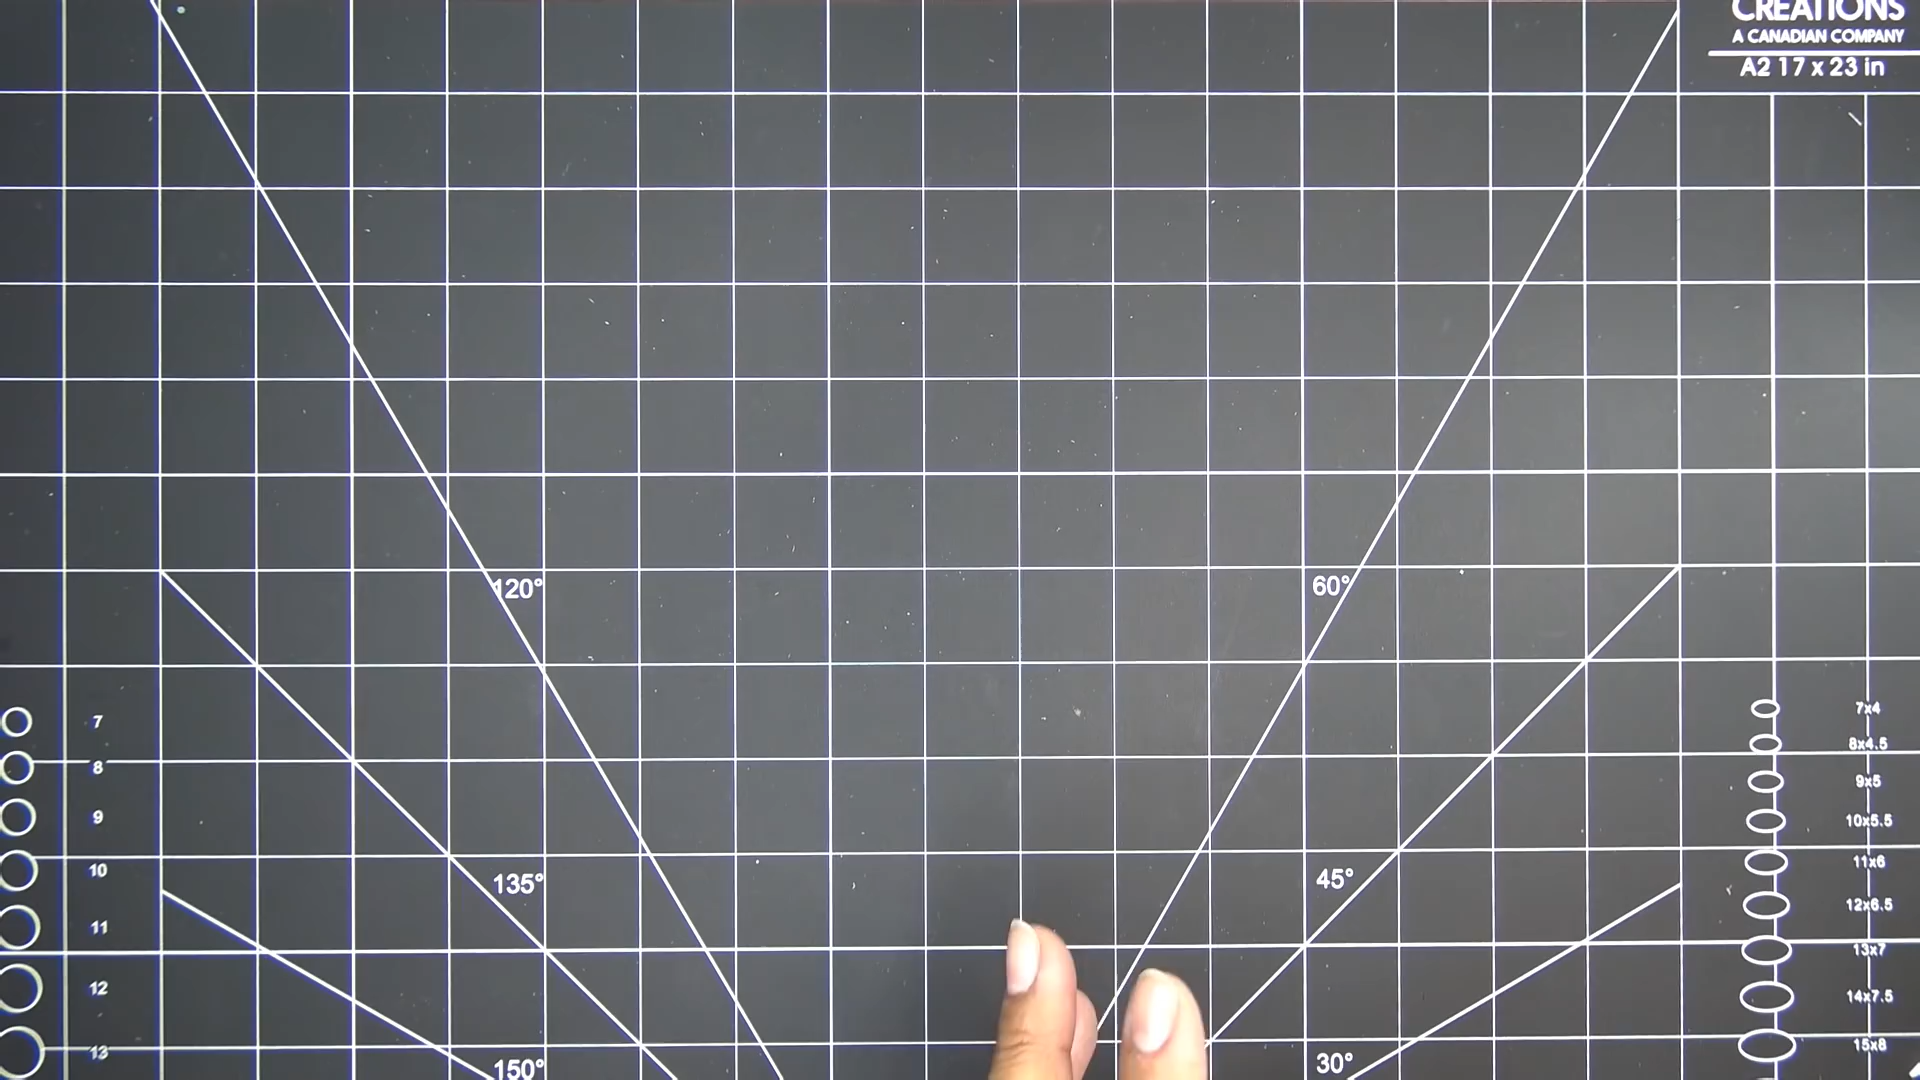 CREATIONS
A CANADIAN COMPANY
A2 17 x 23 in
120°
60°
7
7x4
8
8x4.5
9
9x5
10x5.5
10
11x6
135°
45°
11
12x6.5
13x7
12
14x7.5
13
15x8
150°
30°